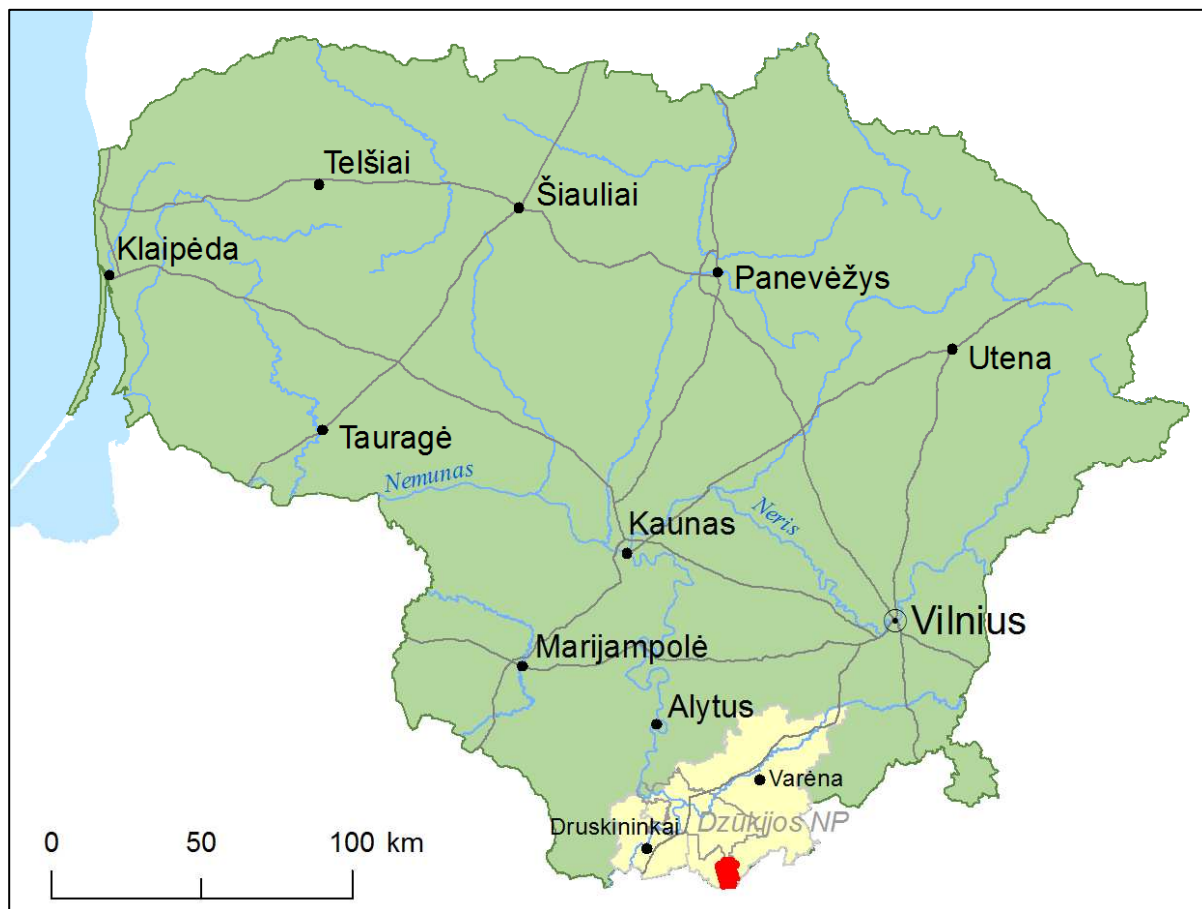 Telšiai
Šiauliai
Klaipėda
Panevėžys
Utena
Tauragė
Nemunas
Neris
Kaunas
Vilnius
Marijampolė
Alytus
Varėna
Dzūkijos NP
Druskininkai
0 50 100 km